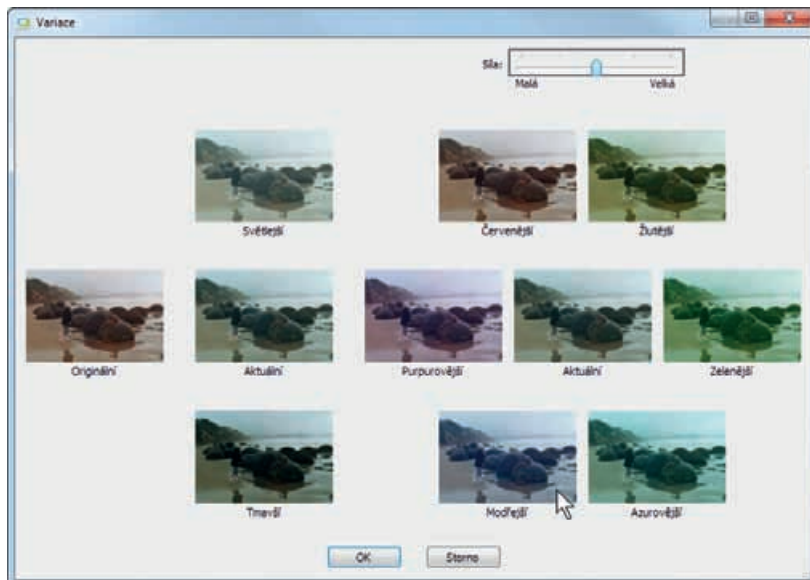 Variace
Síla:
Malá Velká
Světlejší Červenější Žlutější
Originální Aktuální Purpurovější Aktuální Zelenější
Tmavší Modřejší Azurovější
OK Storno